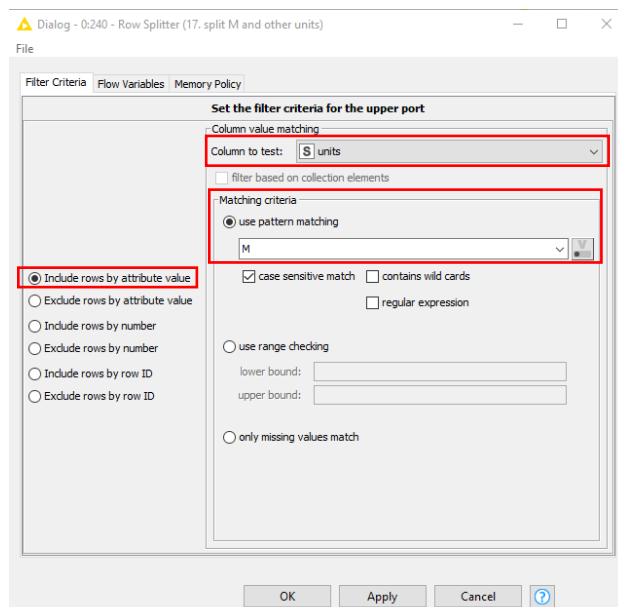 Dialog - 0:240 - Row Splitter (17. split M and other units)
File
Filter Criteria Flow Variables Memory Policy
Set the filter criteria for the upper port
Column value matching
Column to test: S units
filter based on collection elements
Matching criteria
use pattern matching
M
V
case sensitive match contains wild cards
regular expression
Include rows by attribute value
Exclude rows by attribute value
Include rows by number
Exclude rows by number
Include rows by row ID
Exclude rows by row ID
use range checking
lower bound:
upper bound:
only missing values match
OK Apply Cancel ?